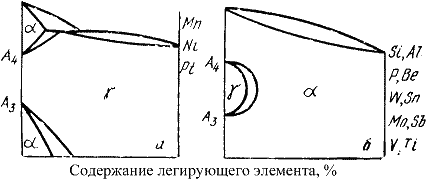 α
A₄
γ
A₃
α
а
Mn
Ni
Pt
A₄
γ
α
A₃
б
Si, Al
P, Be
W, Sn
Mo, Sb
V, Ti
Содержание легирующего элемента, %